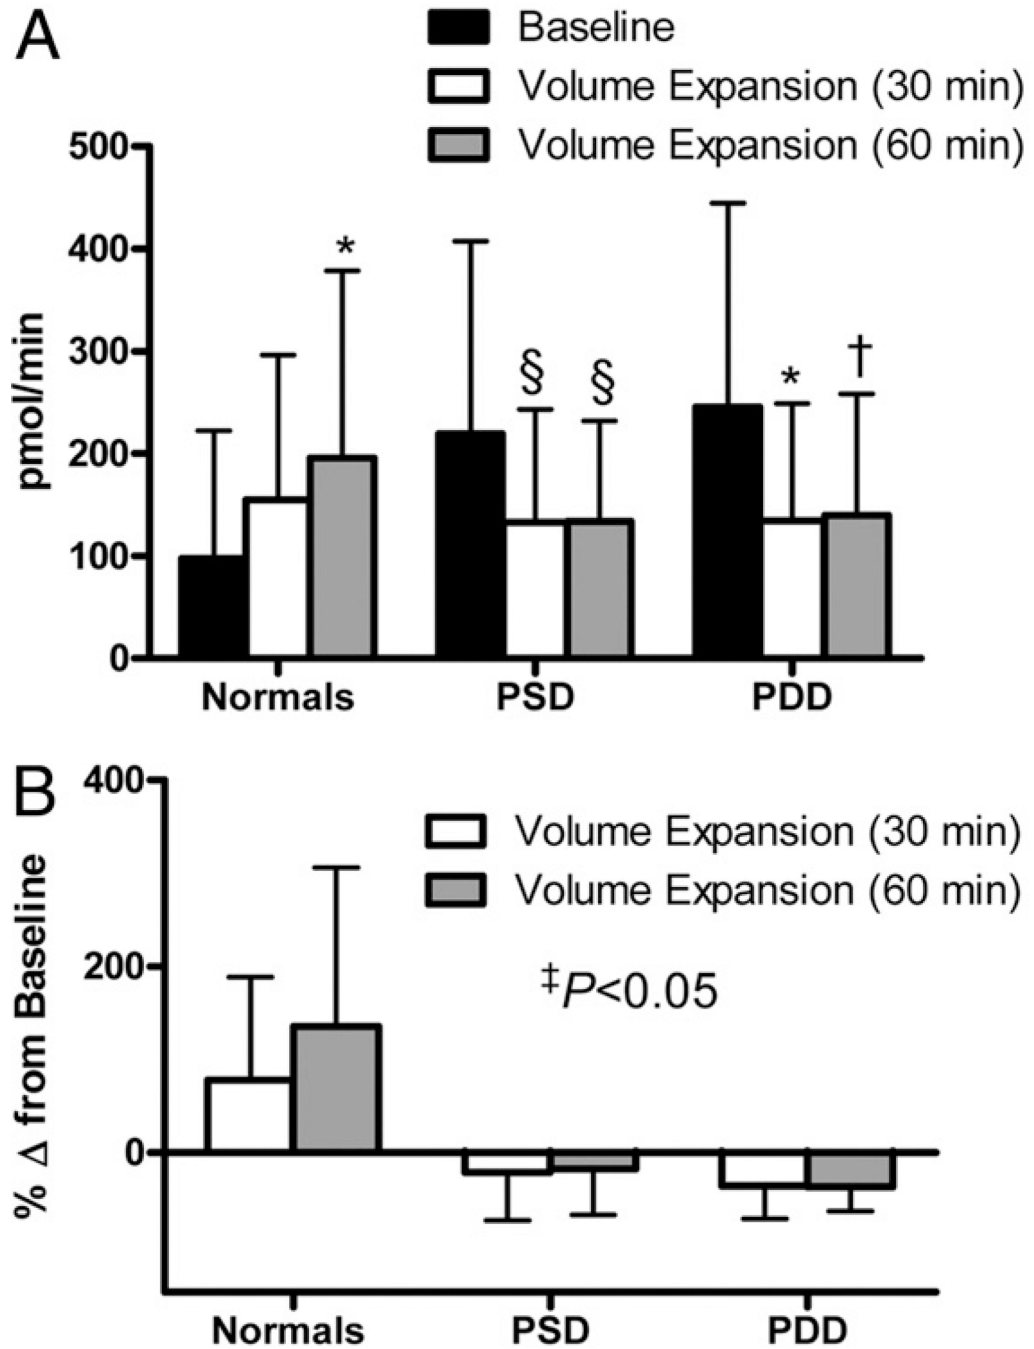 A
Baseline
Volume Expansion (30 min)
Volume Expansion (60 min)
500
400
300
200
100
0
pmol/min
*
§
§
*
†
Normals
PSD
PDD
B
400
200
0
% Δ from Baseline
Volume Expansion (30 min)
Volume Expansion (60 min)
‡P<0.05
Normals
PSD
PDD